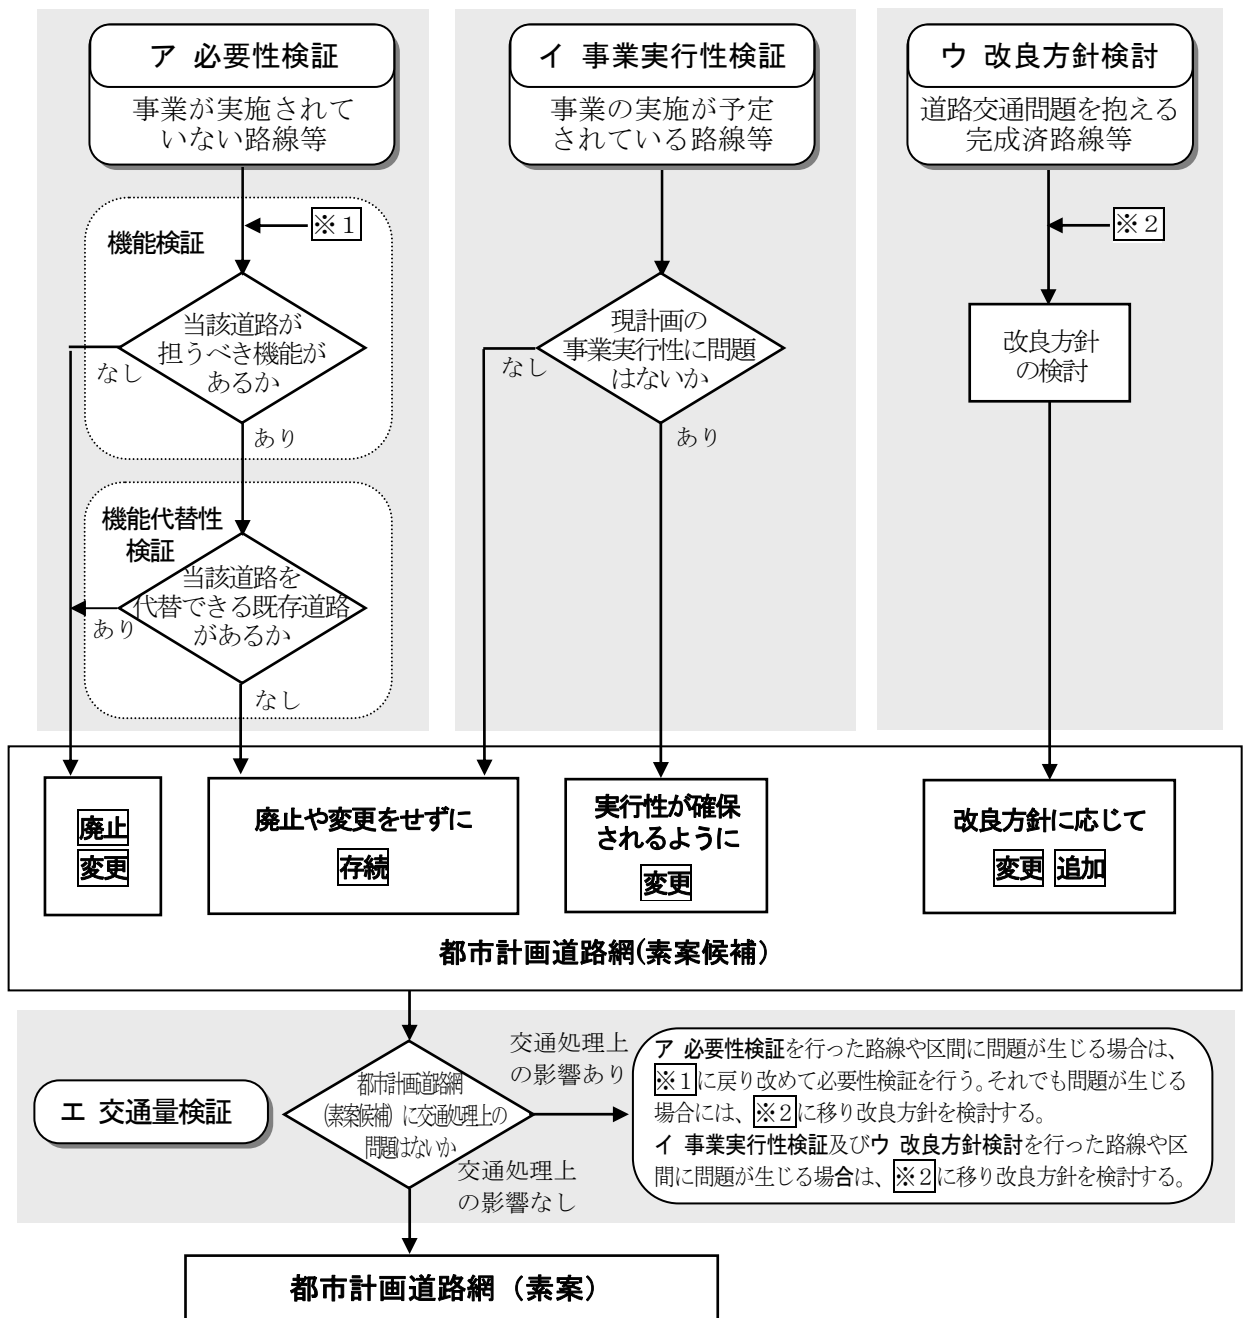 ア 必要性検証
事業が実施されて
いない路線等
※1
機能検証
当該道路が
担うべき機能が
あるか
なし
あり
機能代替性
検証
当該道路を
代替できる既存道路
があるか
あり
なし
イ 事業実行性検証
事業の実施が予定
されている路線等
現計画の
事業実行性に問題
はないか
なし
あり
ウ 改良方針検討
道路交通問題を抱える
完成済路線等
※2
改良方針
の検討
廃止
変更
廃止や変更をせずに
存続
実行性が確保
されるように
変更
改良方針に応じて
変更 追加
都市計画道路網(素案候補)
エ 交通量検証
都市計画道路網
(素案候補)に交通処理上の
問題はないか
交通処理上
の影響あり
交通処理上
の影響なし
ア 必要性検証を行った路線や区間に問題が生じる場合は、
※1に戻り改めて必要性検証を行う。それでも問題が生じる
場合には、※2に移り改良方針を検討する。
イ 事業実行性検証及びウ 改良方針検討を行った路線や区
間に問題が生じる場合は、※2に移り改良方針を検討する。
都市計画道路網（素案）